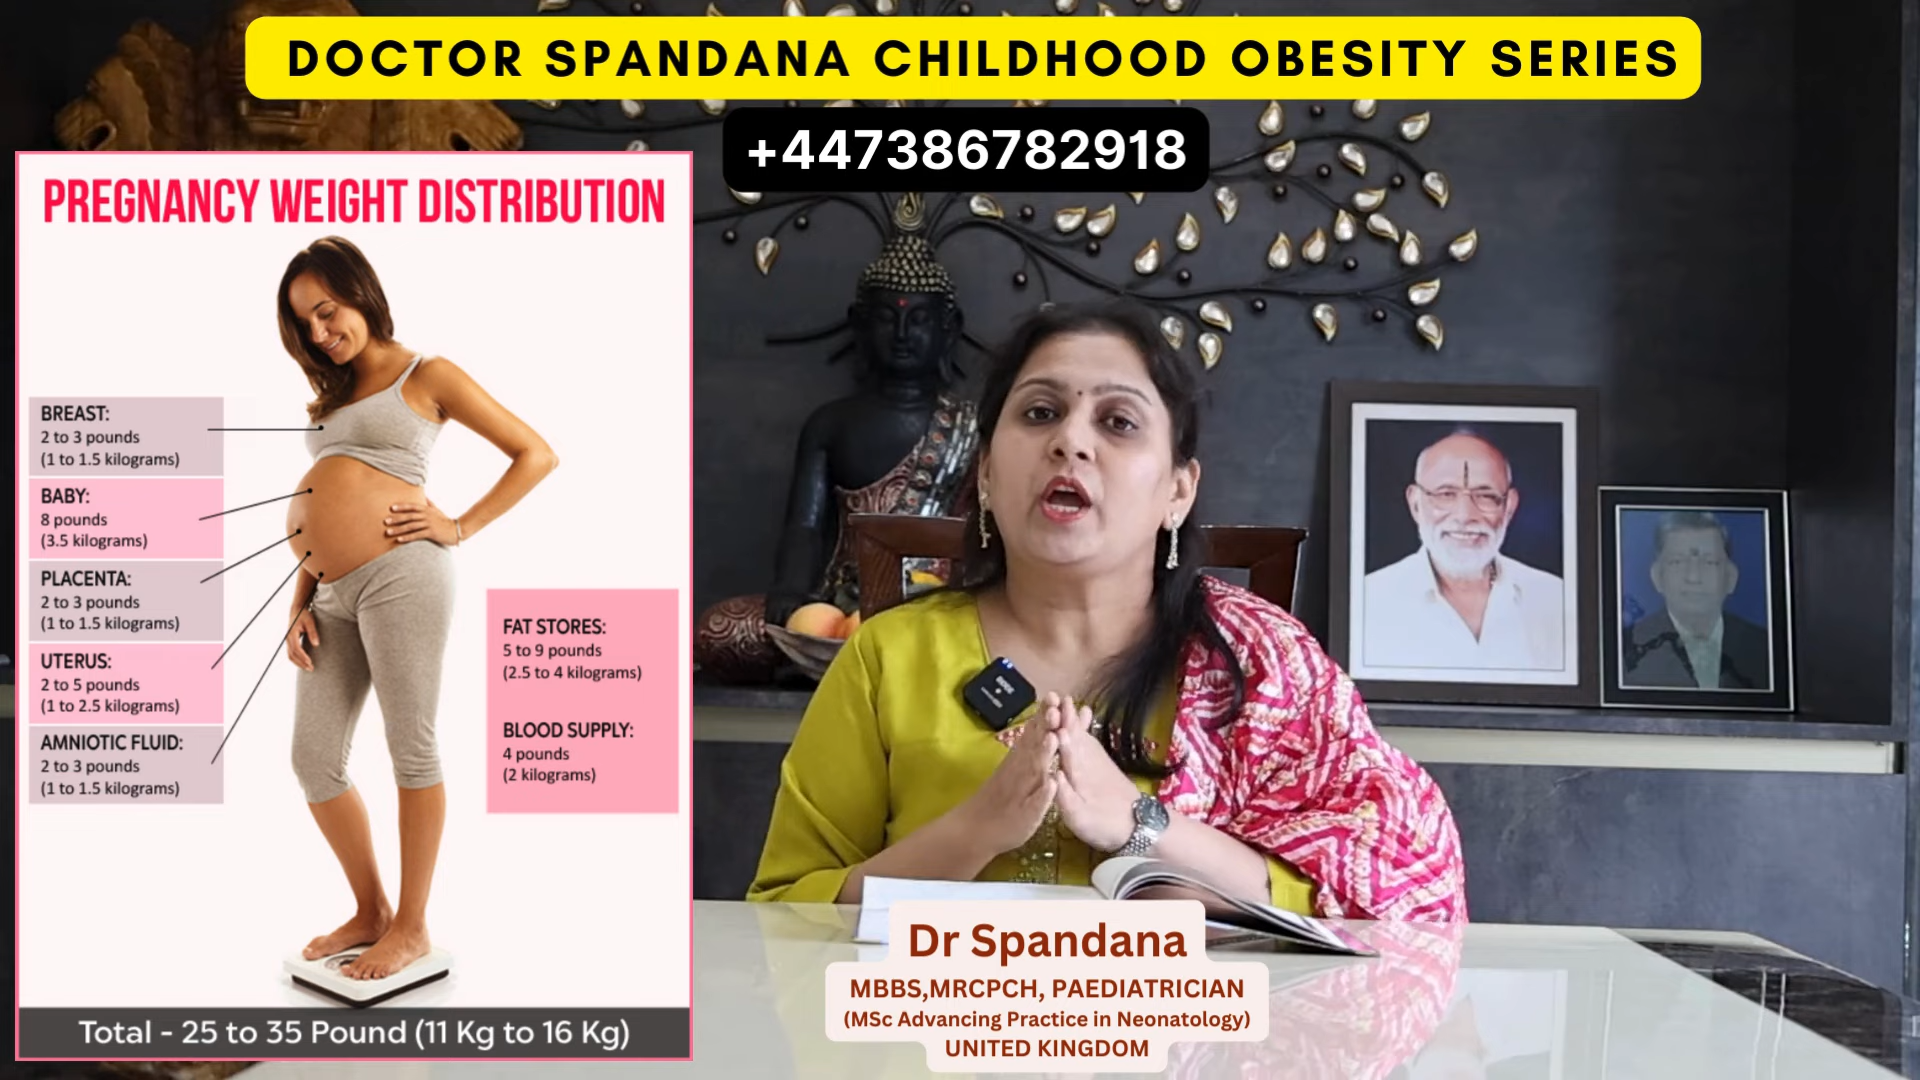 DOCTOR SPANDANA CHILDHOOD OBESITY SERIES
+447386782918
PREGNANCY WEIGHT DISTRIBUTION
BREAST:
2 to 3 pounds
(1 to 1.5 kilograms)
BABY:
8 pounds
(3.5 kilograms)
PLACENTA:
2 to 3 pounds
(1 to 1.5 kilograms)
UTERUS:
2 to 5 pounds
(1 to 2.5 kilograms)
AMNIOTIC FLUID:
2 to 3 pounds
(1 to 1.5 kilograms)
FAT STORES:
5 to 9 pounds
(2.5 to 4 kilograms)
BLOOD SUPPLY:
4 pounds
(2 kilograms)
Total - 25 to 35 Pound (11 Kg to 16 Kg)
Dr Spandana
MBBS,MRCPCH, PAEDIATRICIAN
(MSc Advancing Practice in Neonatology)
UNITED KINGDOM